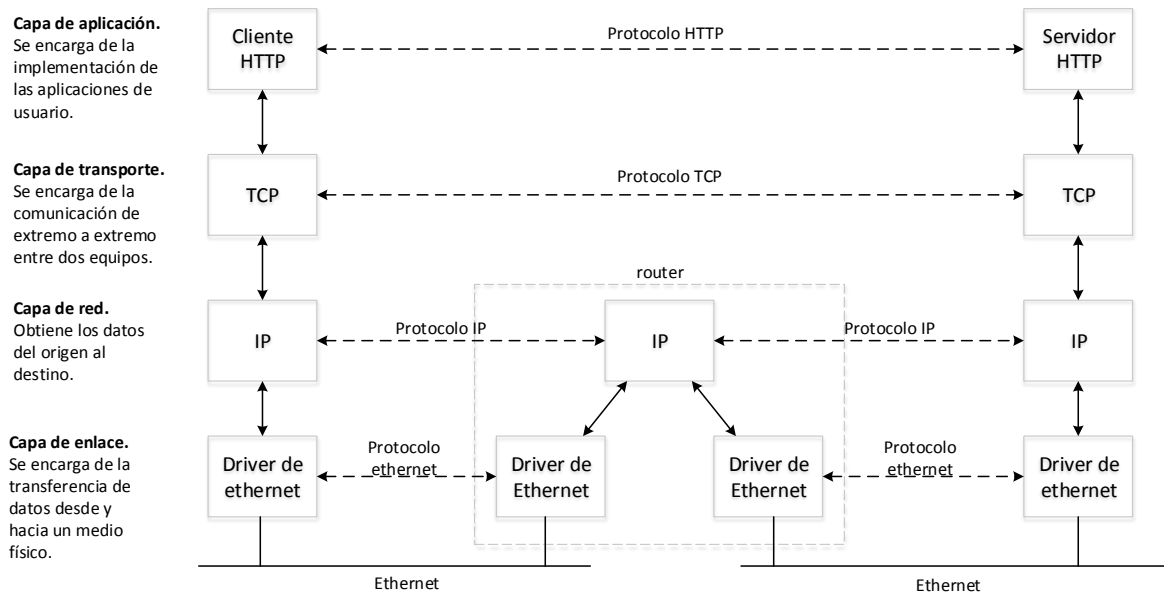 Capa de aplicación.
Se encarga de la
implementación de
las aplicaciones de
usuario.
Cliente
HTTP
Protocolo HTTP
Servidor
HTTP
Capa de transporte.
Se encarga de la
comunicación de
extremo a extremo
entre dos equipos.
TCP
Protocolo TCP
TCP
router
Capa de red.
Obtiene los datos
del origen al
destino.
IP
Protocolo IP
IP
Protocolo IP
IP
Capa de enlace.
Se encarga de la
transferencia de
datos desde y
hacia un medio
físico.
Driver de
ethernet
Protocolo
ethernet
Driver de
Ethernet
Driver de
Ethernet
Protocolo
ethernet
Driver de
ethernet
Ethernet
Ethernet